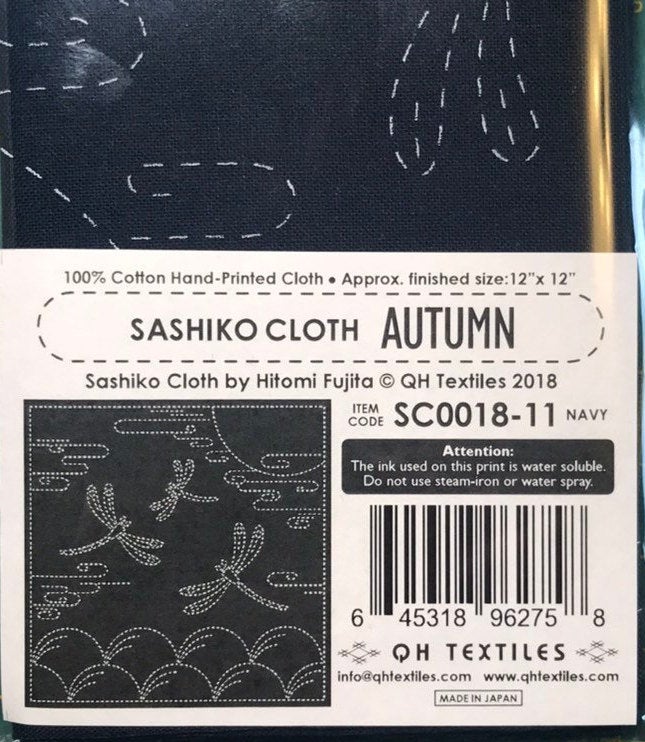 100% Cotton Hand-Printed Cloth • Approx. finished size:12"x 12"
SASHIKO CLOTH AUTUMN
Sashiko Cloth by Hitomi Fujita © QH Textiles 2018
ITEM CODE SC0018-11 NAVY
Attention:
The ink used on this print is water soluble.
Do not use steam-iron or water spray.
6 45318 96275 8
QH TEXTILES
info@qhtextiles.com www.qhtextiles.com
MADE IN JAPAN